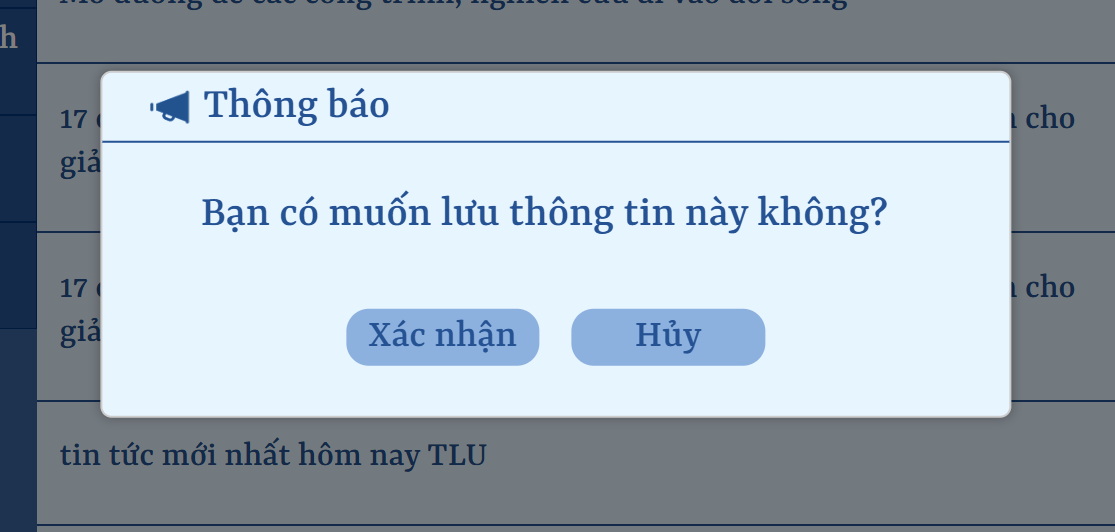 h
17
cho
giả
Thông báo
Bạn có muốn lưu thông tin này không?
Xác nhận
Hủy
17
cho
giả
tin tức mới nhất hôm nay TLU